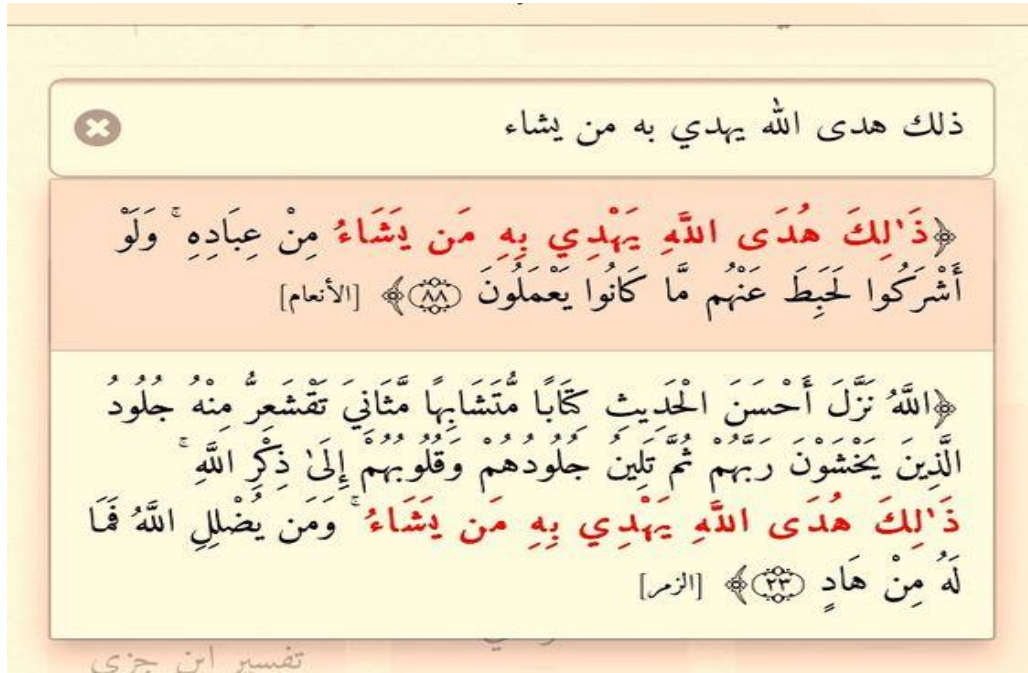 ذلك هدى الله يهدي به من يشاء
﴿ذَٰلِكَ هُدَى اللَّهِ يَهْدِي بِهِ مَن يَشَاءُ مِنْ عِبَادِهِ ۚ وَلَوْ
أَشْرَكُوا لَحَبِطَ عَنْهُم مَّا كَانُوا يَعْمَلُونَ ﴿٨٨﴾﴾ [الأنعام]
﴿اللَّهُ نَزَّلَ أَحْسَنَ الْحَدِيثِ كِتَابًا مُّتَشَابِهًا مَّثَانِيَ تَقْشَعِرُّ مِنْهُ جُلُودُ
الَّذِينَ يَخْشَوْنَ رَبَّهُمْ ثُمَّ تَلِينُ جُلُودُهُمْ وَقُلُوبُهُمْ إِلَىٰ ذِكْرِ اللَّهِ ۚ
ذَٰلِكَ هُدَى اللَّهِ يَهْدِي بِهِ مَن يَشَاءُ ۚ وَمَن يُضْلِلِ اللَّهُ فَمَا
لَهُ مِنْ هَادٍ ﴿٢٣﴾﴾ [الزمر]
تفسير ابن جزي